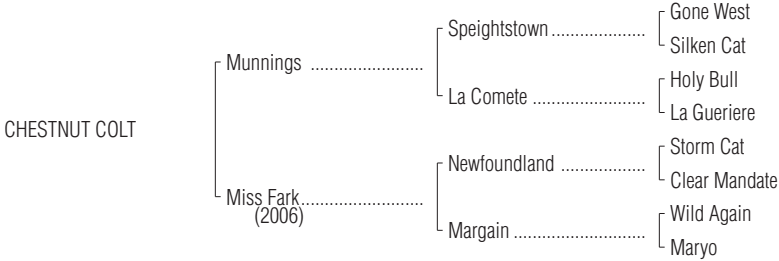 Gone West
Speightstown ....................
Silken Cat
Munnings ........................
Holy Bull
La Comete ........................
La Gueriere
CHESTNUT COLT
Storm Cat
Newfoundland ..................
Clear Mandate
Miss Fark..........................
(2006)
Wild Again
Margain ............................
Maryo